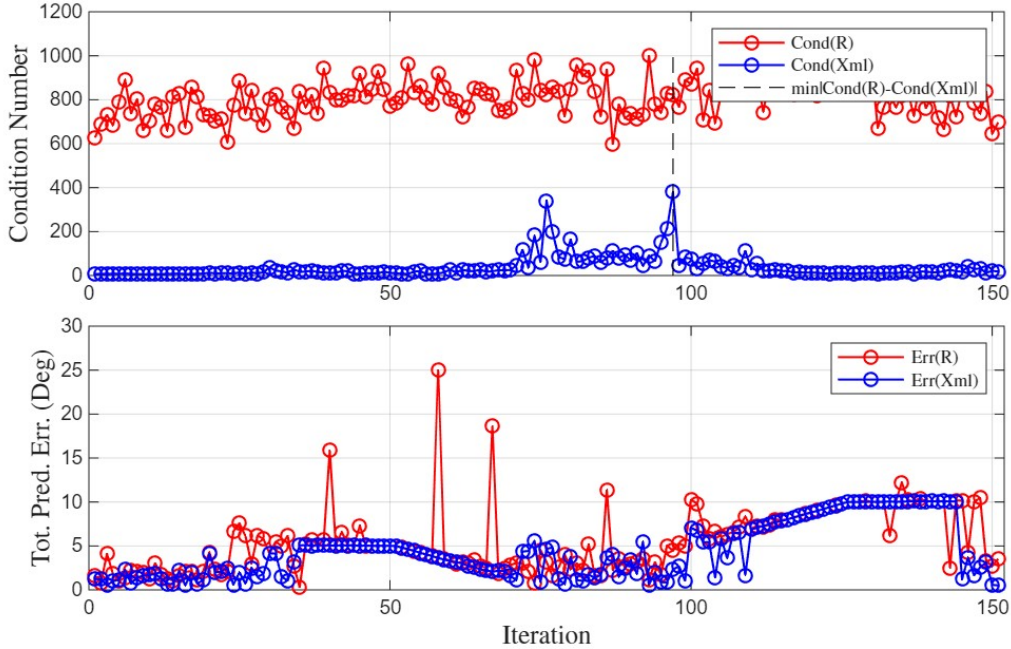 1200
1000
800
600
400
200
0
Condition Number
Cond(R)
Cond(Xml)
min|Cond(R)-Cond(Xml)|
0
50
100
150
30
25
20
15
10
5
0
Tot. Pred. Err. (Deg)
Err(R)
Err(Xml)
0
50
100
150
Iteration